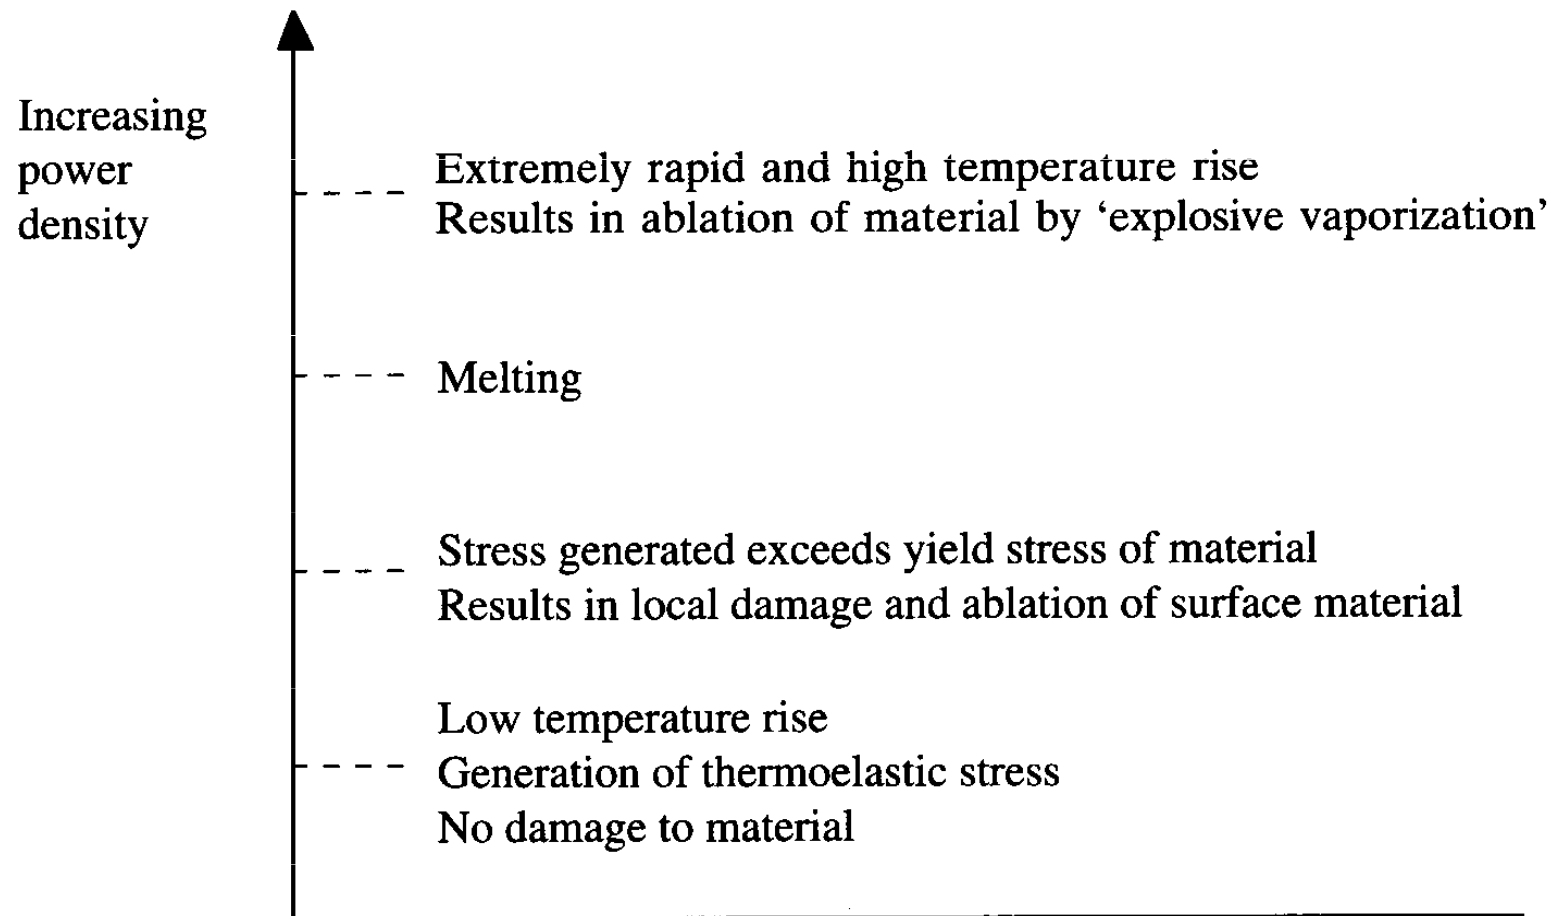 Increasing
power
density
Extremely rapid and high temperature rise
Results in ablation of material by ‘explosive vaporization’
Melting
Stress generated exceeds yield stress of material
Results in local damage and ablation of surface material
Low temperature rise
Generation of thermoelastic stress
No damage to material